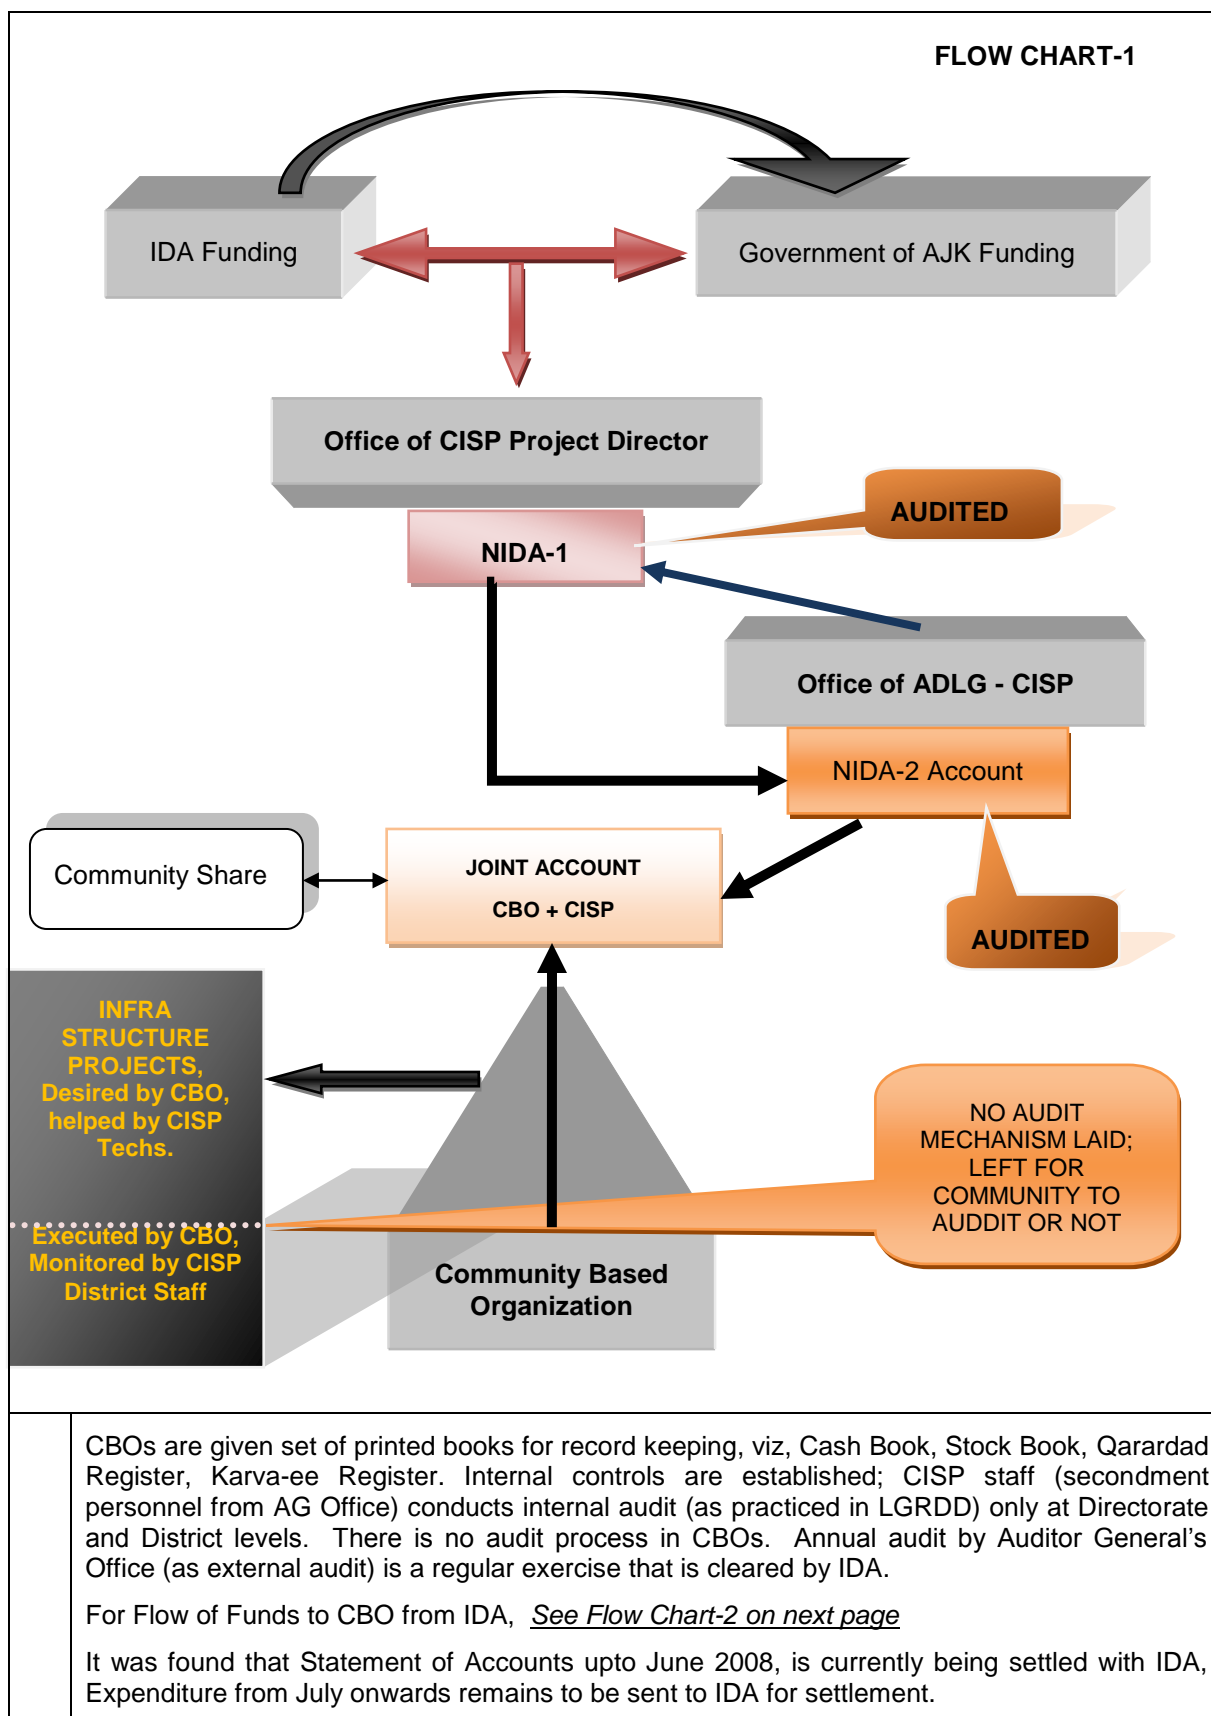 FLOW CHART-1
IDA Funding
Government of AJK Funding
Office of CISP Project Director
AUDITED
NIDA-1
Office of ADLG - CISP
NIDA-2 Account
Community Share
JOINT ACCOUNT
CBO + CISP
AUDITED
INFRA
STRUCTURE
PROJECTS,
Desired by CBO,
helped by CISP
Techs.
Executed by CBO,
Monitored by CISP
District Staff
NO AUDIT
MECHANISM LAID;
LEFT FOR
COMMUNITY TO
AUDDIT OR NOT
Community Based
Organization
CBOs are given set of printed books for record keeping, viz, Cash Book, Stock Book, Qarardad
Register, Karva-ee Register. Internal controls are established; CISP staff (secondment
personnel from AG Office) conducts internal audit (as practiced in LGRDD) only at Directorate
and District levels. There is no audit process in CBOs. Annual audit by Auditor General's
Office (as external audit) is a regular exercise that is cleared by IDA.
For Flow of Funds to CBO from IDA, See Flow Chart-2 on next page
It was found that Statement of Accounts upto June 2008, is currently being settled with IDA,
Expenditure from July onwards remains to be sent to IDA for settlement.